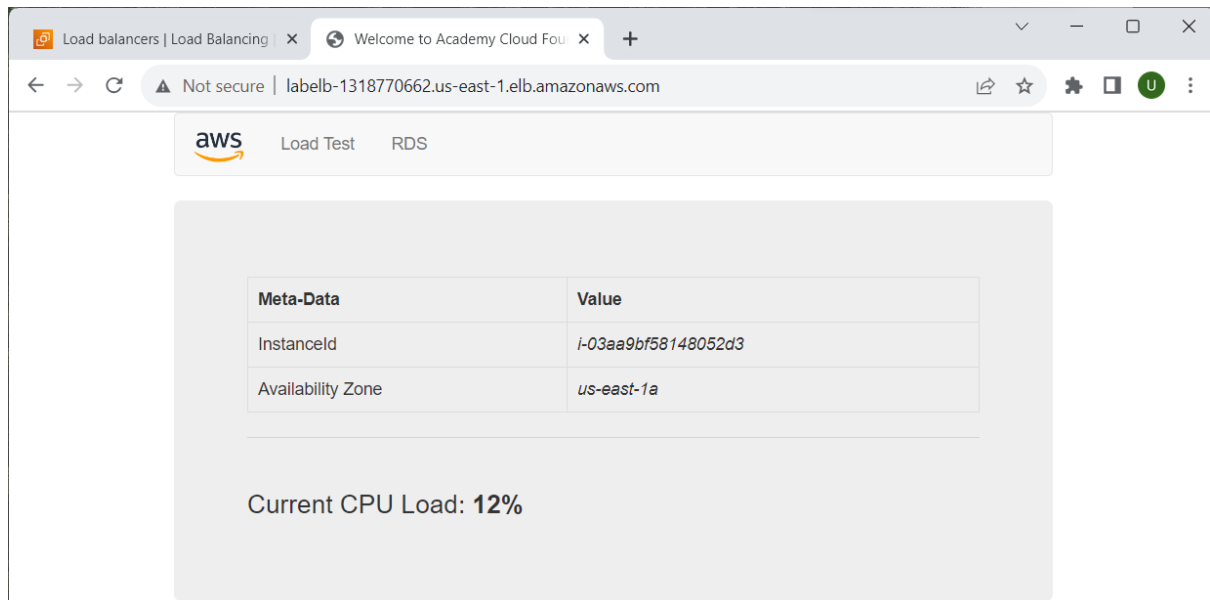 Load balancers | Load Balancing | Welcome to Academy Cloud Fou
Not secure | labelb-1318770662.us-east-1.elb.amazonaws.com U
aws Load Test RDS
Meta-Data Value
InstanceId i-03aa9bf58148052d3
Availability Zone us-east-1a
Current CPU Load: 12%